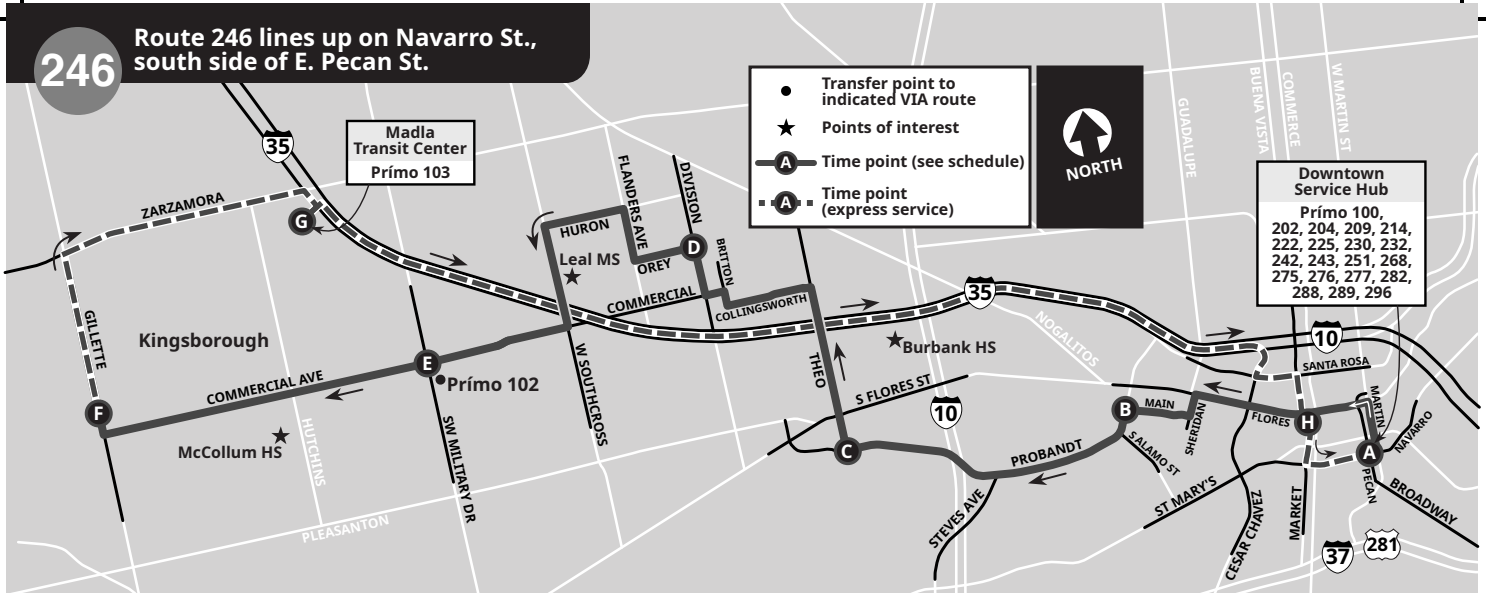 246
Route 246 lines up on Navarro St.,
south side of E. Pecan St.
Transfer point to
indicated VIA route
Points of interest
A
Time point (see schedule)
A
Time point
(express service)
NORTH
35
Madla
Transit Center
Prímo 103
Downtown
Service Hub
Prímo 100,
202, 204, 209, 214,
222, 225, 230, 232,
242, 243, 251, 268,
275, 276, 277, 282,
288, 289, 296
GUADALUPE
BUENA VISTA
COMMERCE
W MARTIN ST
ZARZAMORA
G
HURON
FLANDERS AVE
DIVISION
D
BRITTON
OREY
Leal MS
COMMERCIAL
COLLINGSWORTH
35
NOGALITOS
10
SANTA ROSA
GILLETTE
Kingsborough
Burbank HS
E
Prímo 102
COMMERCIAL AVE
W SOUTHCROSS
THEO
S FLORES ST
10
F
McCollum HS
HUTCHINS
SW MILITARY DR
PLEASANTON
C
PROBANDT
B
MAIN
SALAMO ST
SHERIDAN
FLORES
H
MARTIN
NAVARRO
A
PECAN
BROADWAY
STEVES AVE
ST MARY'S
CESAR CHAVEZ
MARKET
37
281